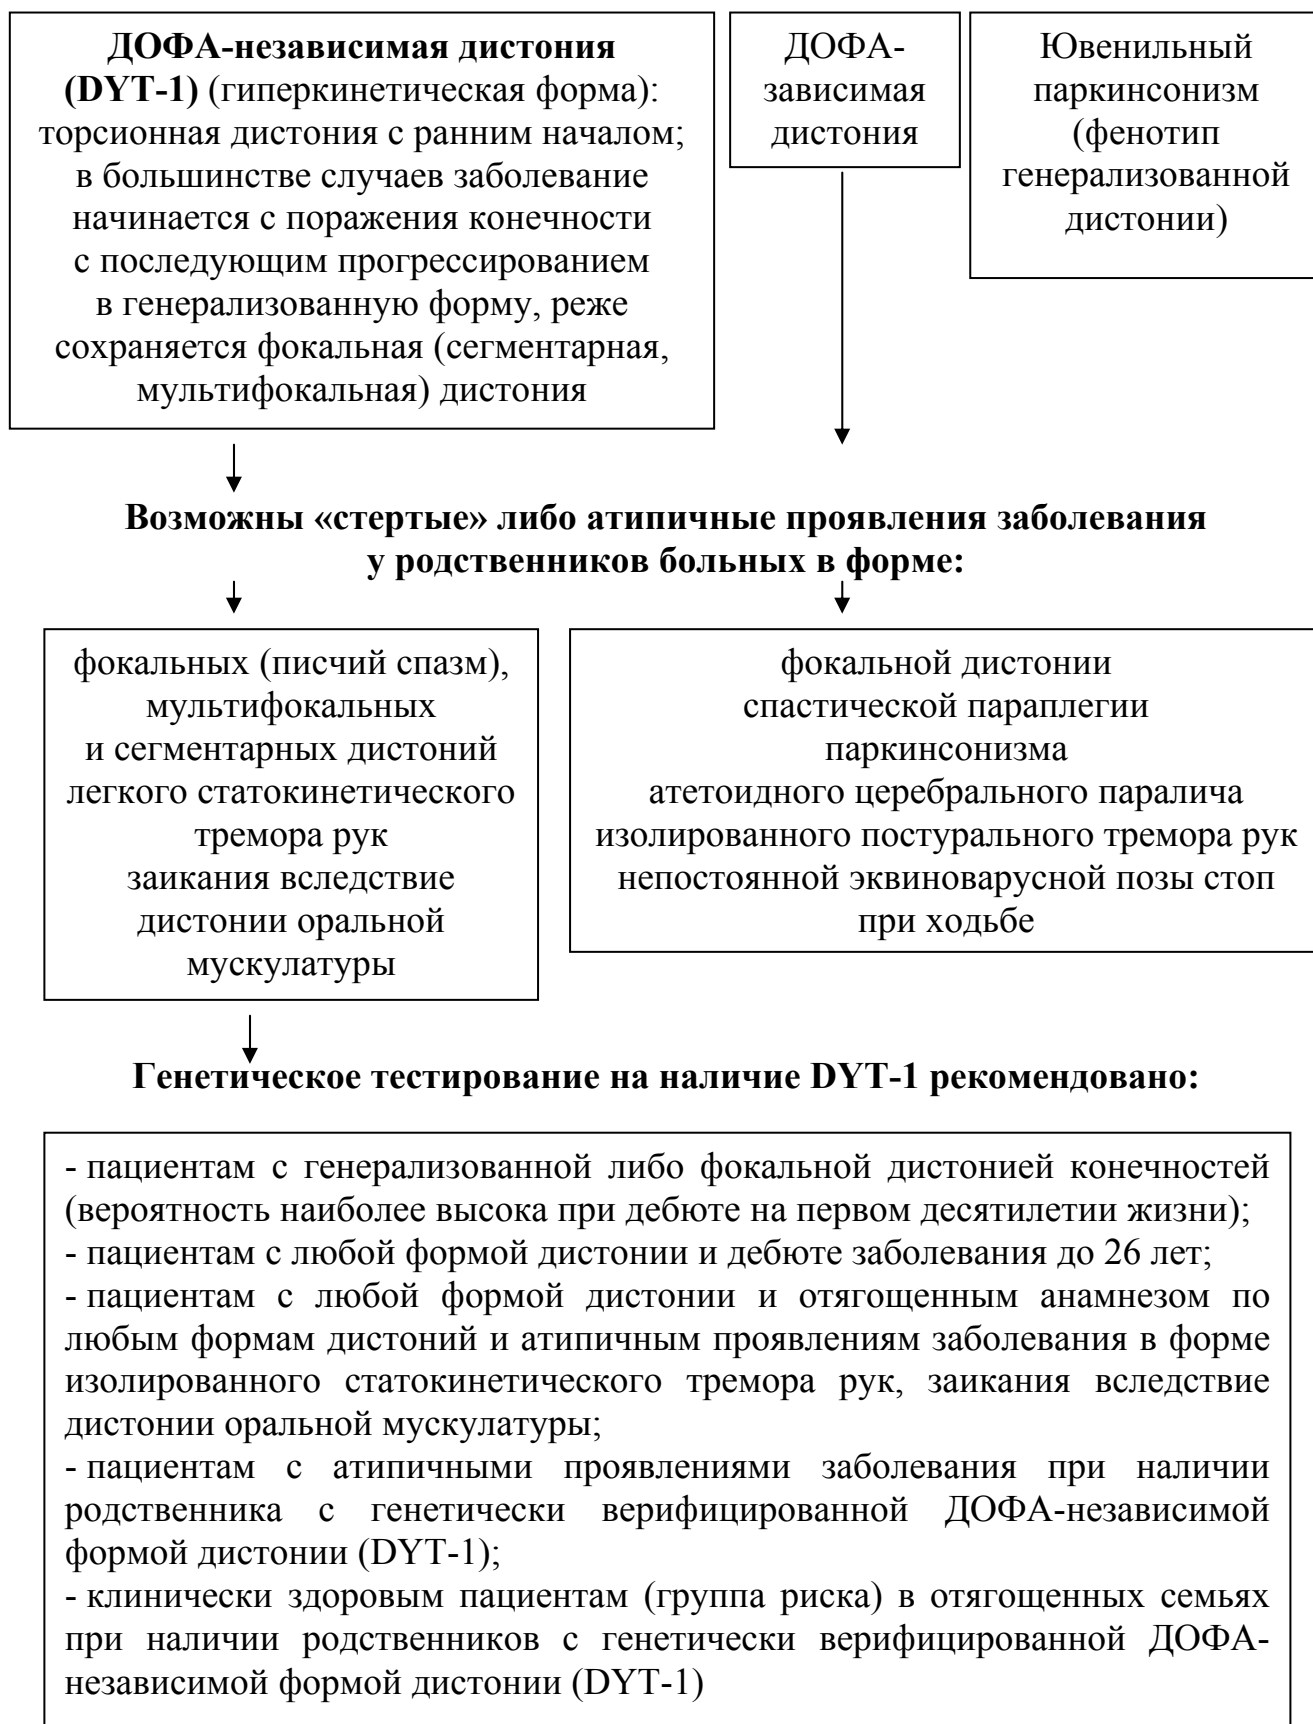 ДОФА-независимая дистония
(DYT-1) (гиперкинетическая форма):
торсионная дистония с ранним началом;
в большинстве случаев заболевание
начинается с поражения конечности
с последующим прогрессированием
в генерализованную форму, реже
сохраняется фокальная (сегментарная,
мультифокальная) дистония
ДОФА-
зависимая
дистония
Ювенильный
паркинсонизм
(фенотип
генерализованной
дистонии)
Возможны «стертые» либо атипичные проявления заболевания
у родственников больных в форме:
фокальных (писчий спазм),
мультифокальных
и сегментарных дистоний
легкого статокинетического
тремора рук
заикания вследствие
дистонии оральной
мускулатуры
фокальной дистонии
спастической параплегии
паркинсонизма
атетоидного церебрального паралича
изолированного постурального тремора рук
непостоянной эквиноварусной позы стоп
при ходьбе
Генетическое тестирование на наличие DYT-1 рекомендовано:
- пациентам с генерализованной либо фокальной дистонией конечностей
(вероятность наиболее высока при дебюте на первом десятилетии жизни);
- пациентам с любой формой дистонии и дебюте заболевания до 26 лет;
- пациентам с любой формой дистонии и отягощенным анамнезом по
любым формам дистоний и атипичным проявлениям заболевания в форме
изолированного статокинетического тремора рук, заикания вследствие
дистонии оральной мускулатуры;
- пациентам с атипичными проявлениями заболевания при наличии
родственника с генетически верифицированной ДОФА-независимой
формой дистонии (DYT-1);
- клинически здоровым пациентам (группа риска) в отягощенных семьях
при наличии родственников с генетически верифицированной ДОФА-
независимой формой дистонии (DYT-1)